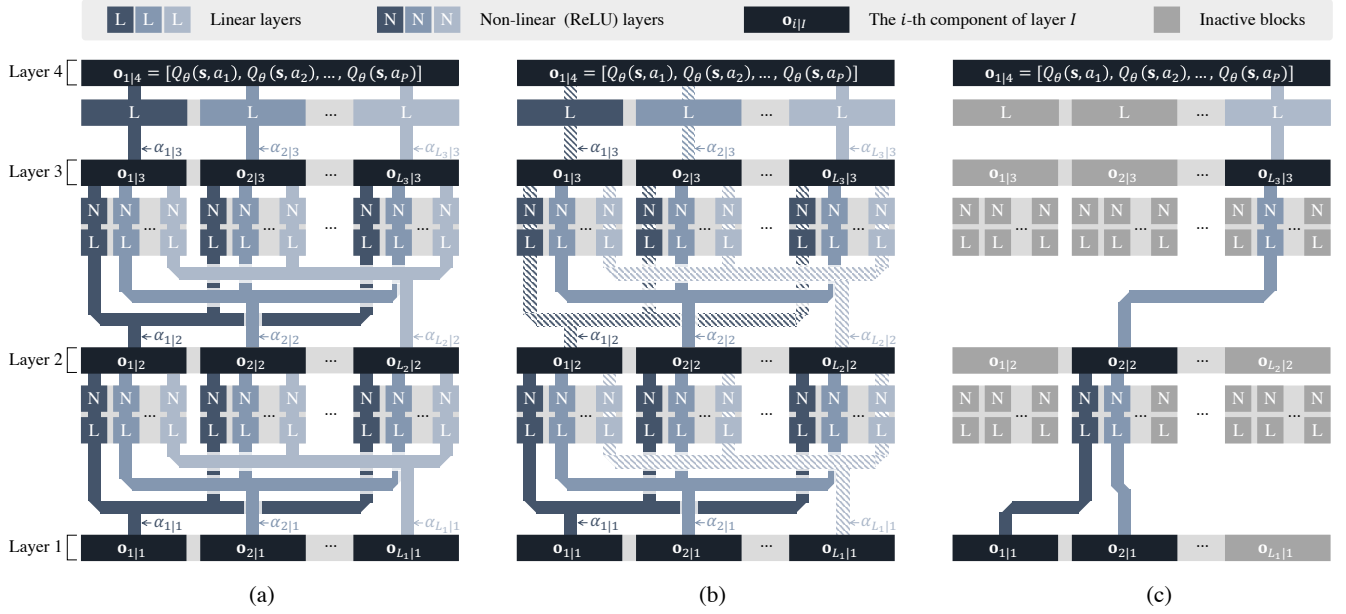 L L L Linear layers N N N Non-linear (ReLU) layers o_{i|I} The i-th component of layer I Inactive blocks
Layer 4 o_{1|4} = [Q_θ(s, a_1), Q_θ(s, a_2), ..., Q_θ(s, a_P)] o_{1|4} = [Q_θ(s, a_1), Q_θ(s, a_2), ..., Q_θ(s, a_P)] o_{1|4} = [Q_θ(s, a_1), Q_θ(s, a_2), ..., Q_θ(s, a_P)]
L L ... L L L ... L L L ... L
α_{1|3} α_{2|3} α_{L_3|3} α_{1|3} α_{2|3} α_{L_3|3}
Layer 3 o_{1|3} o_{2|3} ... o_{L_3|3} o_{1|3} o_{2|3} ... o_{L_3|3} o_{1|3} o_{2|3} ... o_{L_3|3}
N N N N N N N N N N N N N N N N N N N N N N N N N N N
... ... ... ... ... ... ... ... ... ... ... ...
L L L L L L L L L L L L L L L L L L L L L L L L L L L
α_{1|2} α_{2|2} α_{L_2|2} α_{1|2} α_{2|2} α_{L_2|2}
Layer 2 o_{1|2} o_{2|2} ... o_{L_2|2} o_{1|2} o_{2|2} ... o_{L_2|2} o_{1|2} o_{2|2} ... o_{L_2|2}
N N N N N N N N N N N N N N N N N N N N N N N N N N N
... ... ... ... ... ... ... ... ... ... ... ...
L L L L L L L L L L L L L L L L L L L L L L L L L L L
α_{1|1} α_{2|1} α_{L_1|1} α_{1|1} α_{2|1} α_{L_1|1}
Layer 1 o_{1|1} o_{2|1} ... o_{L_1|1} o_{1|1} o_{2|1} ... o_{L_1|1} o_{1|1} o_{2|1} ... o_{L_1|1}
(a) (b) (c)